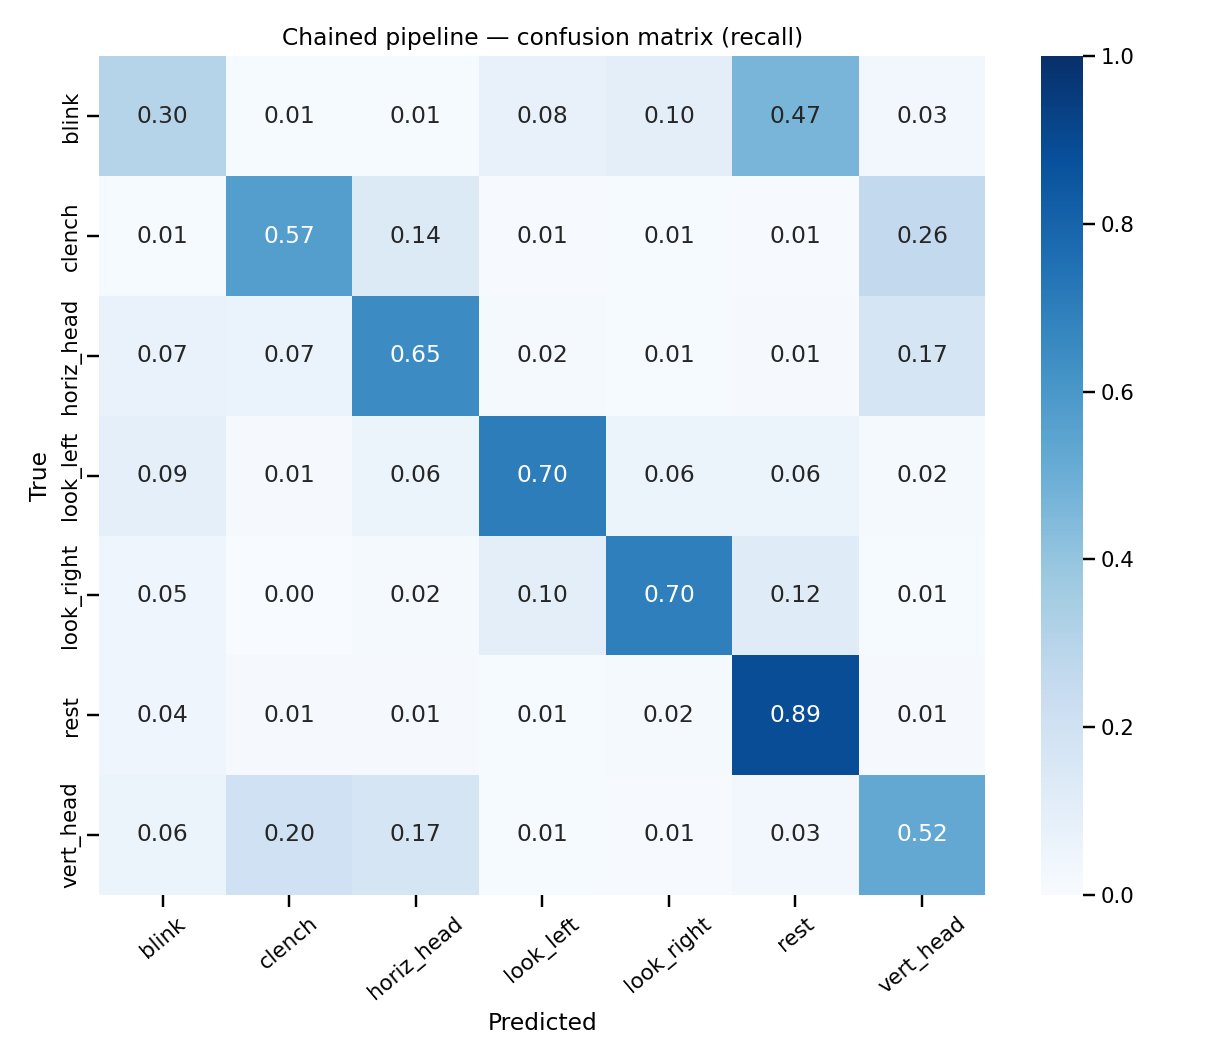 Chained pipeline — confusion matrix (recall)
True
blink 0.30 0.01 0.01 0.08 0.10 0.47 0.03
clench 0.01 0.57 0.14 0.01 0.01 0.01 0.26
horiz_head 0.07 0.07 0.65 0.02 0.01 0.01 0.17
look_left 0.09 0.01 0.06 0.70 0.06 0.06 0.02
look_right 0.05 0.00 0.02 0.10 0.70 0.12 0.01
rest 0.04 0.01 0.01 0.01 0.02 0.89 0.01
vert_head 0.06 0.20 0.17 0.01 0.01 0.03 0.52
blink clench horiz_head look_left look_right rest vert_head
Predicted
1.0
0.8
0.6
0.4
0.2
0.0